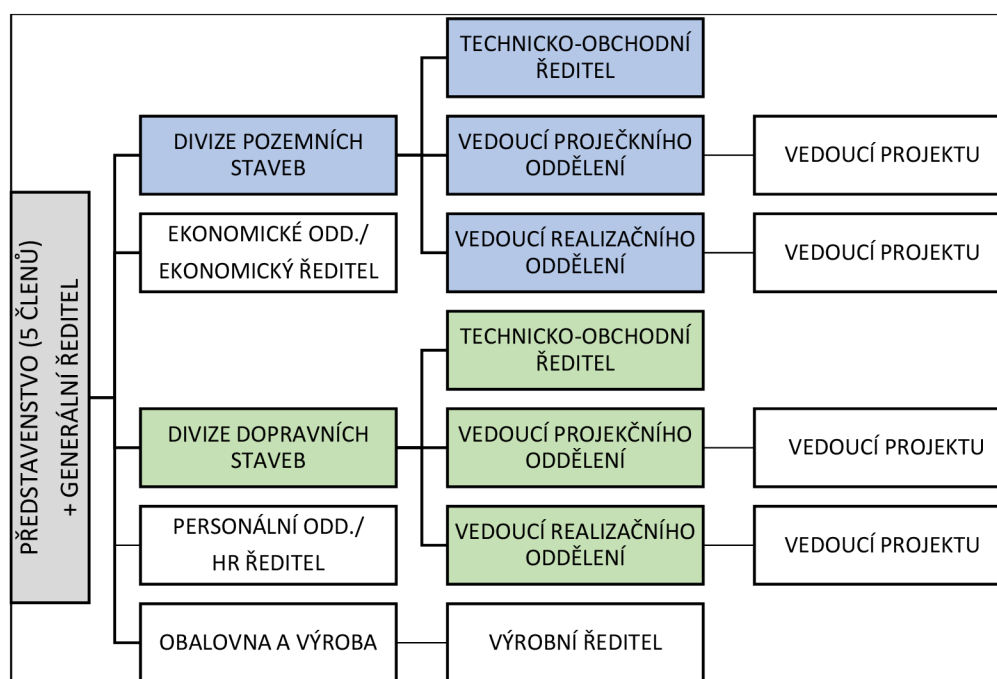 PŘEDSTAVENSTVO (5 ČLENŮ)
+ GENERÁLNÍ ŘEDITEL
DIVIZE POZEMNÍCH
STAVEB
TECHNICKO-OBCHODNÍ
ŘEDITEL
VEDOUCÍ PROJEČKNÍHO
ODDĚLENÍ
VEDOUCÍ PROJEKTU
VEDOUCÍ REALIZAČNÍHO
ODDĚLENÍ
VEDOUCÍ PROJEKTU
EKONOMICKÉ ODD./
EKONOMICKÝ ŘEDITEL
DIVIZE DOPRAVNÍCH
STAVEB
TECHNICKO-OBCHODNÍ
ŘEDITEL
VEDOUCÍ PROJEKČNÍHO
ODDĚLENÍ
VEDOUCÍ PROJEKTU
VEDOUCÍ REALIZAČNÍHO
ODDĚLENÍ
VEDOUCÍ PROJEKTU
PERSONÁLNÍ ODD./
HR ŘEDITEL
OBALOVNA A VÝROBA
VÝROBNÍ ŘEDITEL